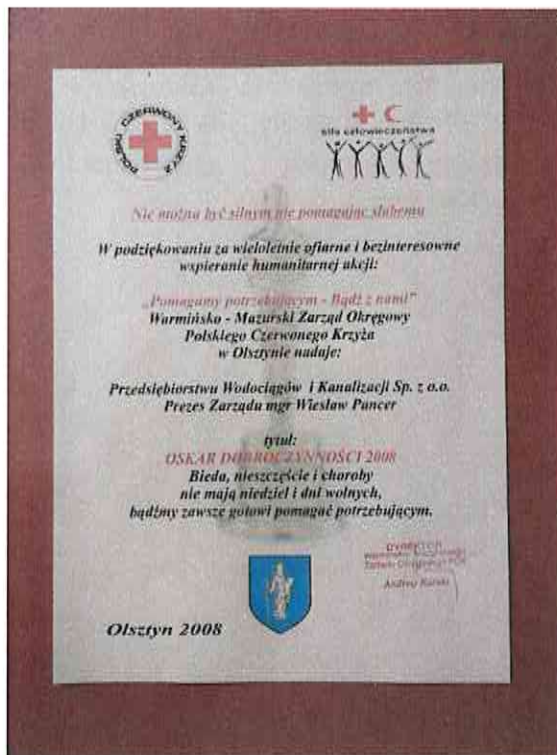 POLSKI CZERWONY KRZYŻ
siła człowieczeństwa
Nie można być silnym nie pomagając słabemu
W podziękowaniu za wieloletnie ofiarne i bezinteresowne
wspieranie humanitarnej akcji:
„Pomagamy potrzebującym - Bądź z nami”
Warmińsko - Mazurski Zarząd Okręgowy
Polskiego Czerwonego Krzyża
w Olsztynie nadaje:
Przedsiębiorstwu Wodociągów i Kanalizacji Sp. z o.o.
Prezes Zarządu mgr Wiesław Pancer
tytuł:
OSKAR DOBROCZYNNOŚCI 2008
Bieda, nieszczęście i choroby
nie mają niedziel i dni wolnych,
bądźmy zawsze gotowi pomagać potrzebującym.
DYREKTOR
Andrzej
Olsztyn 2008